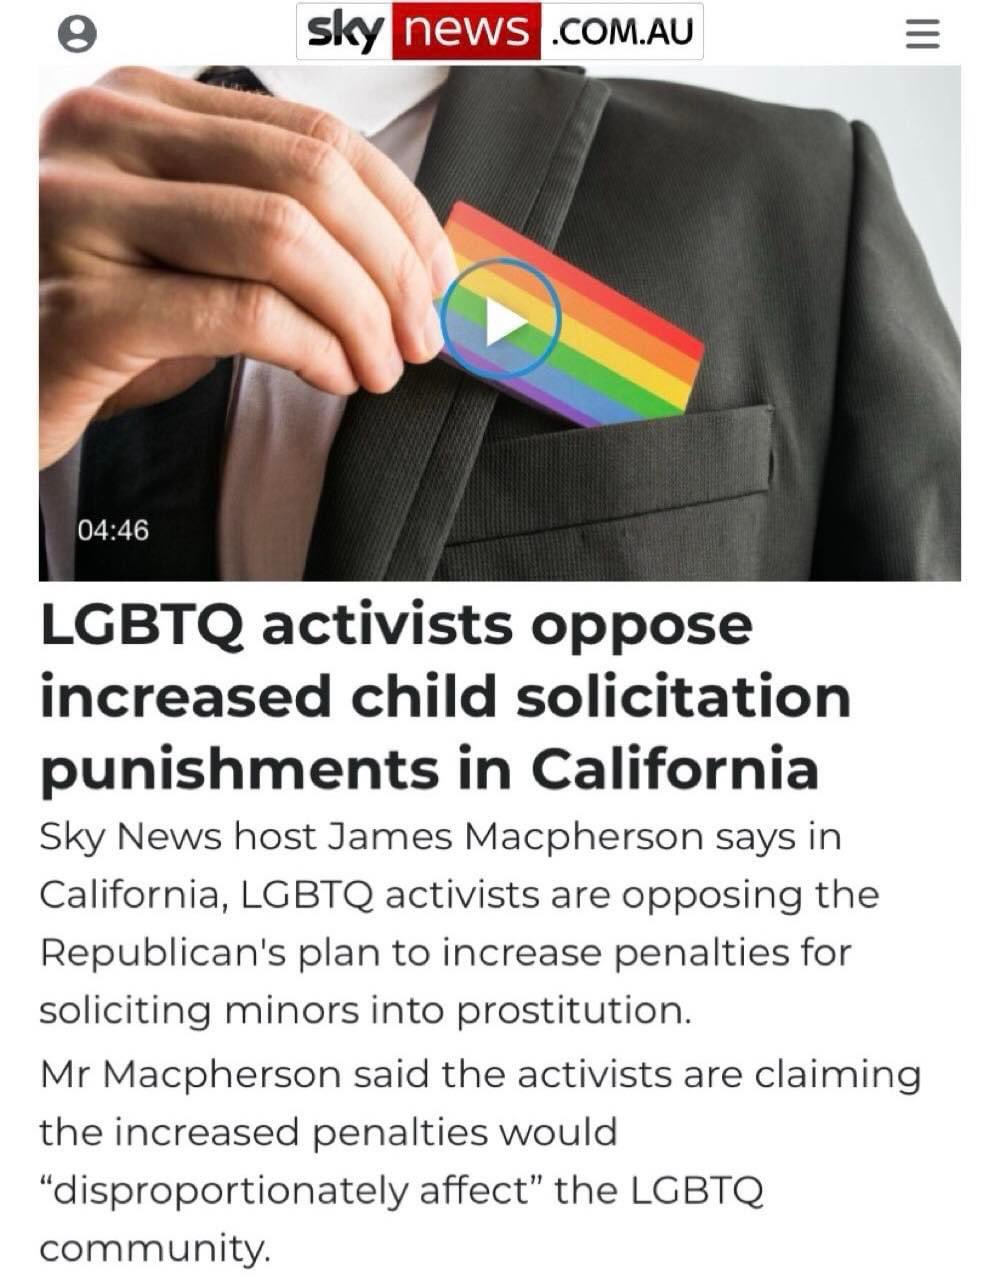 sky news .COM.AU
04:46
LGBTQ activists oppose
increased child solicitation
punishments in California
Sky News host James Macpherson says in
California, LGBTQ activists are opposing the
Republican's plan to increase penalties for
soliciting minors into prostitution.
Mr Macpherson said the activists are claiming
the increased penalties would
“disproportionately affect” the LGBTQ
community.